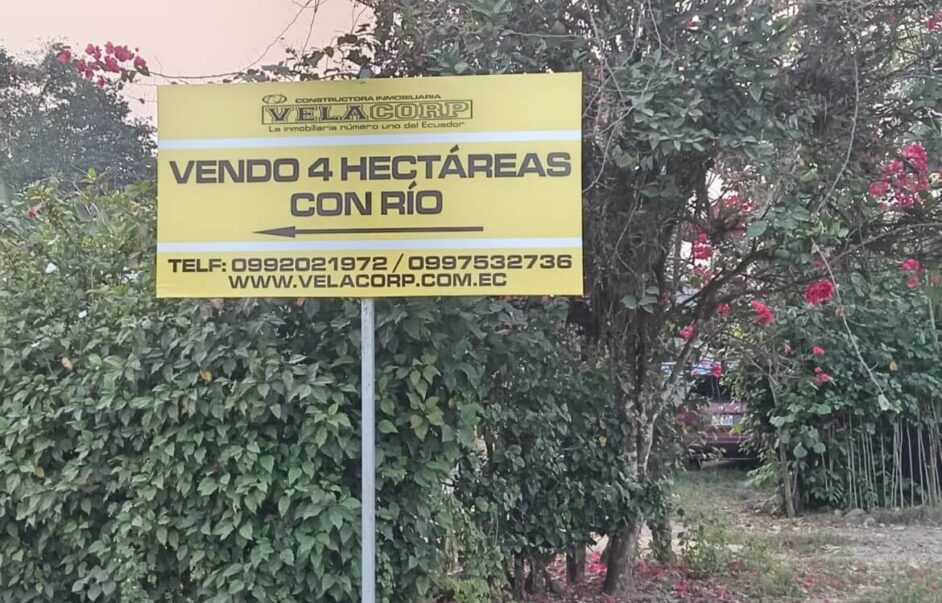 CONSTRUCTORA INMOBILIARIA
VELACORP
La inmobiliaria número uno del Ecuador
VENDO 4 HECTÁREAS
CON RÍO
TELF: 0992021972 / 0997532736
WWW.VELACORP.COM.EC